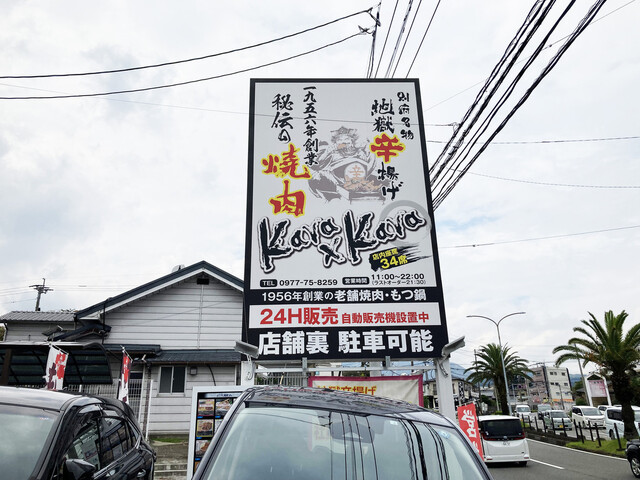 別府名物
地獄辛揚げ
一九五六年創業
秘伝の
焼肉
Kara x Kara
店内座席
34席
TEL 0977-75-8259
営業時間 11:00~22:00
(ラストオーダー21:30)
1956年創業の老舗焼肉・もつ鍋
24H販売 自動販売機設置中
店舗裏 駐車可能
営